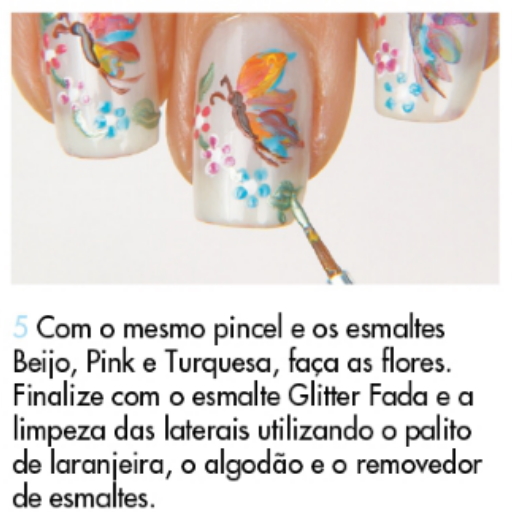 5 Com o mesmo pincel e os esmaltes
Beijo, Pink e Turquesa, faça as flores.
Finalize com o esmalte Glitter Fada e a
limpeza das laterais utilizando o palito
de laranjeira, o algodão e o removedor
de esmaltes.